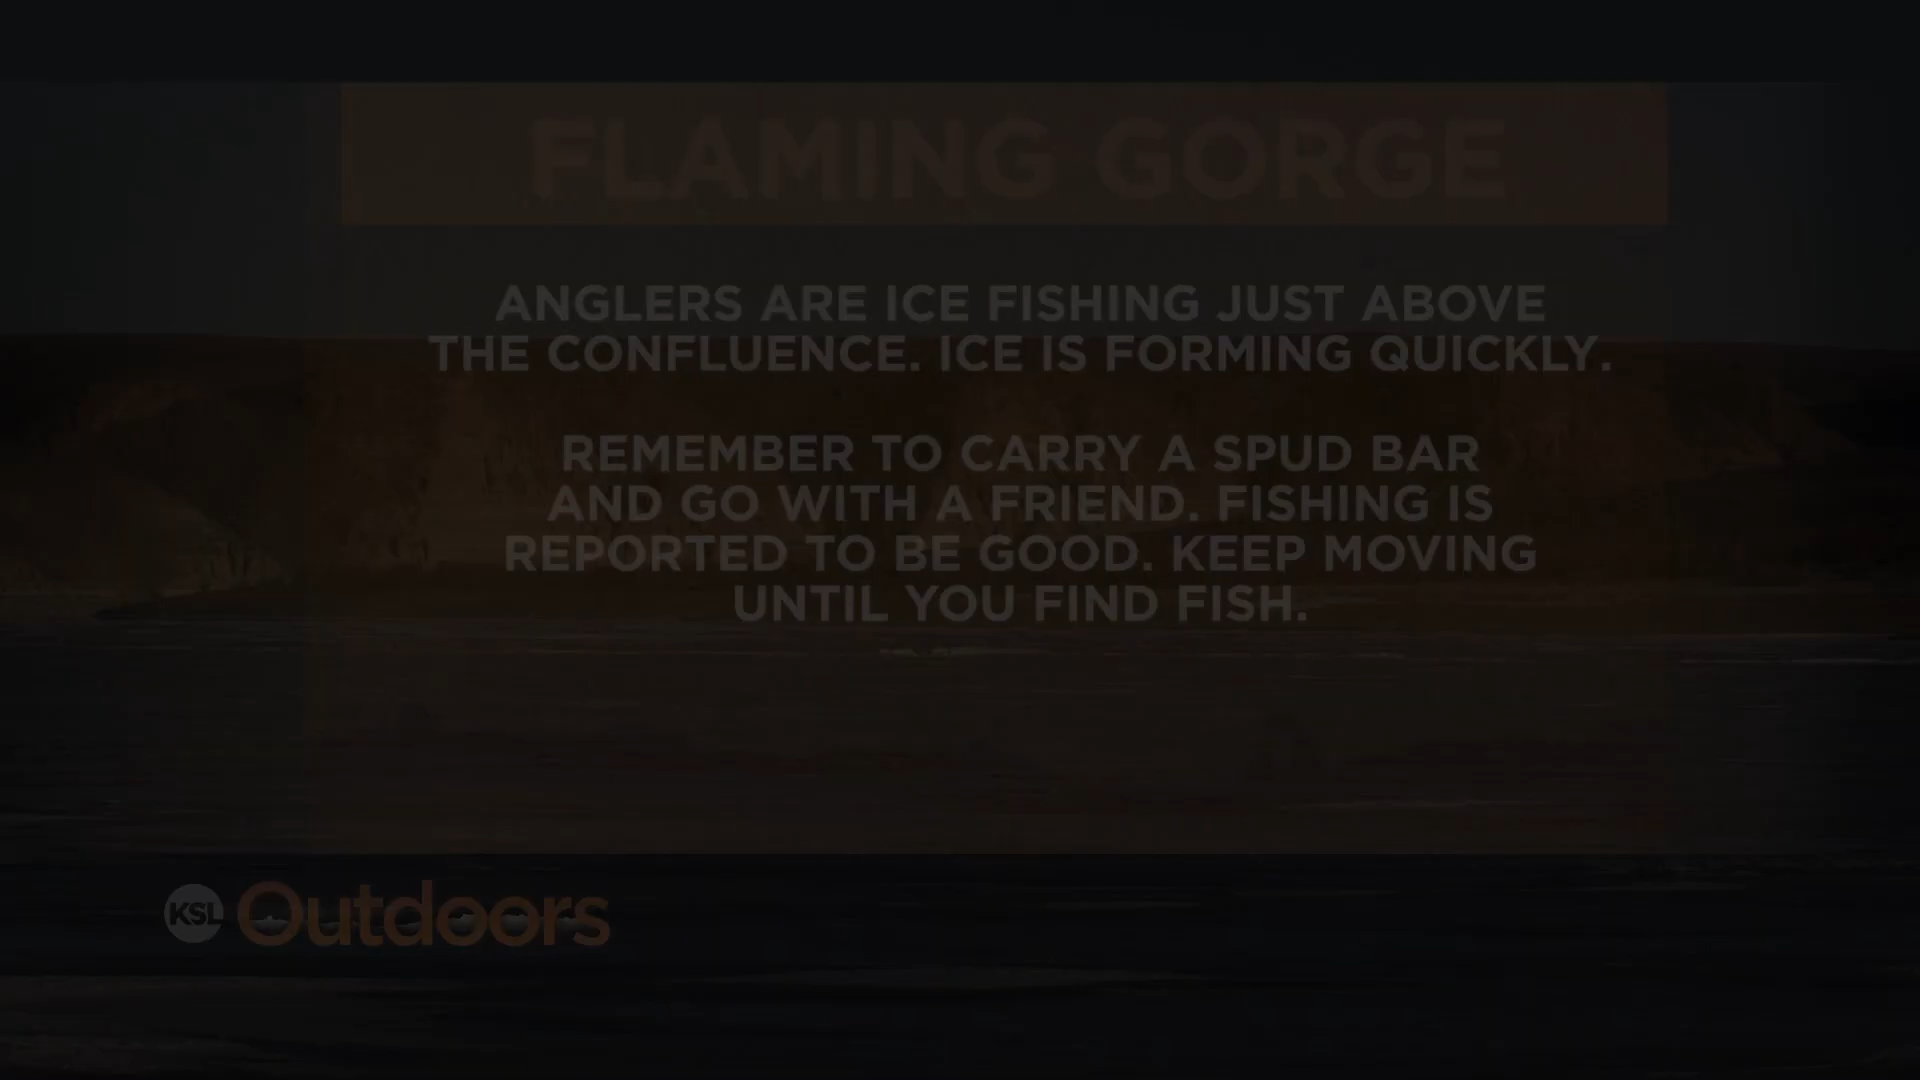 FLAMING GORGE
ANGLERS ARE ICE FISHING JUST ABOVE
THE CONFLUENCE. ICE IS FORMING QUICKLY.
REMEMBER TO CARRY A SPUD BAR
AND GO WITH A FRIEND. FISHING IS
REPORTED TO BE GOOD. KEEP MOVING
UNTIL YOU FIND FISH.
KSL Outdoors